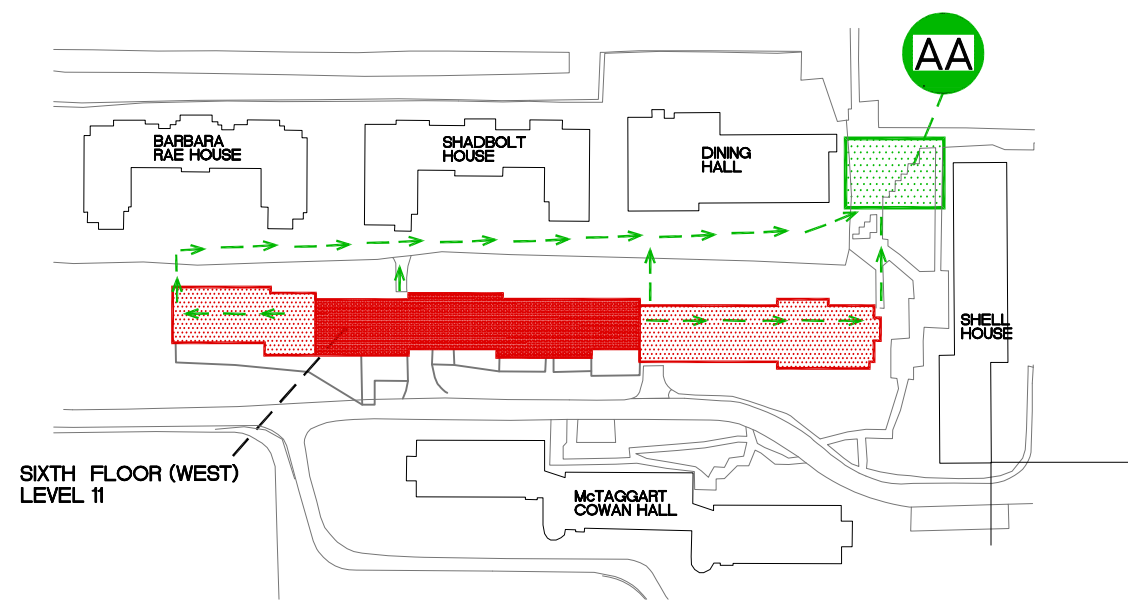 AA
BARBARA
RAE HOUSE
SHADBOLT
HOUSE
DINING
HALL
SHELL
HOUSE
SIXTH FLOOR (WEST)
LEVEL 11
McTAGGART
COWAN HALL